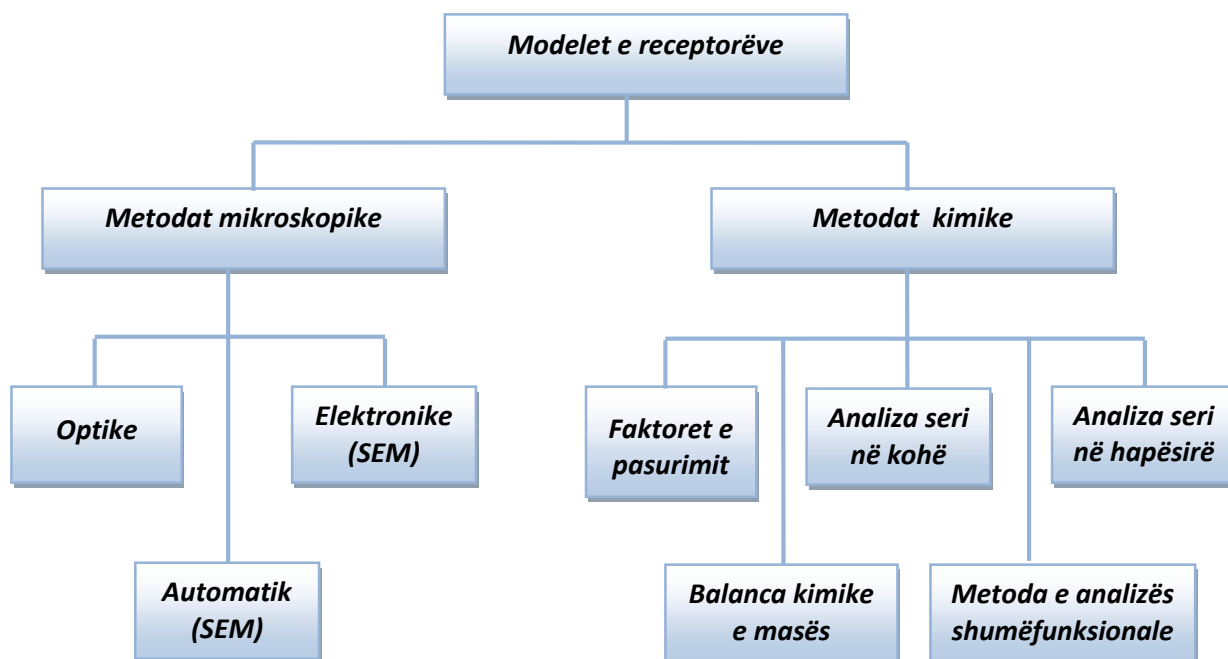 Modelet e receptorëve
Metodat mikroskopike
Metodat kimike
Optike
Elektronike
(SEM)
Faktoret e
pasurimit
Analiza seri
në kohë
Analiza seri
në hapësirë
Automatik
(SEM)
Balanca kimike
e masës
Metoda e analizës
shumëfunksionale